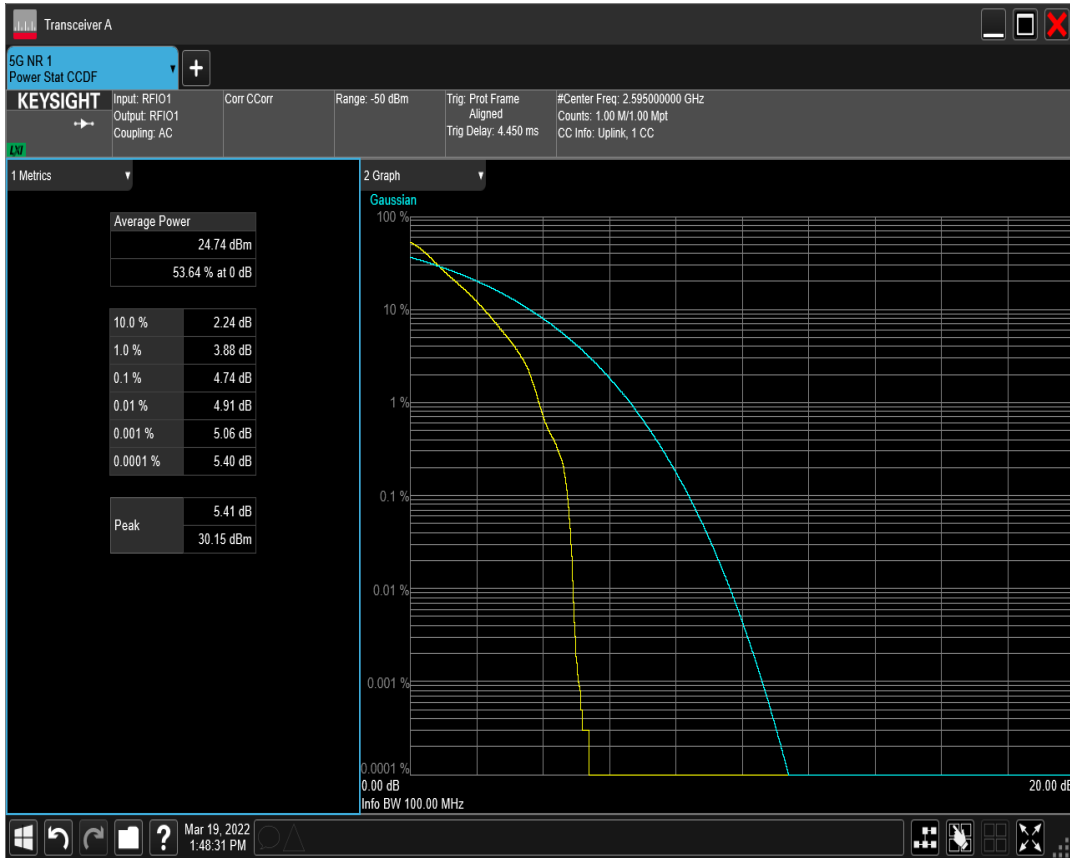 Transceiver A
5G NR 1
Power Stat CCDF
+
KEYSIGHT
LXI
Input: RFIO1
Output: RFIO1
Coupling: AC
Corr CCorr
Range: -50 dBm
Trig: Prot Frame
Aligned
Trig Delay: 4.450 ms
#Center Freq: 2.595000000 GHz
Counts: 1.00 M/1.00 Mpt
CC Info: Uplink, 1 CC
1 Metrics
Average Power
24.74 dBm
53.64 % at 0 dB
10.0 % 2.24 dB
1.0 % 3.88 dB
0.1 % 4.74 dB
0.01 % 4.91 dB
0.001 % 5.06 dB
0.0001 % 5.40 dB
Peak 5.41 dB
30.15 dBm
2 Graph
Gaussian
100 %
10 %
1 %
0.1 %
0.01 %
0.001 %
0.0001 %
0.00 dB 20.00 dB
Info BW 100.00 MHz
?
Mar 19, 2022
1:48:31 PM